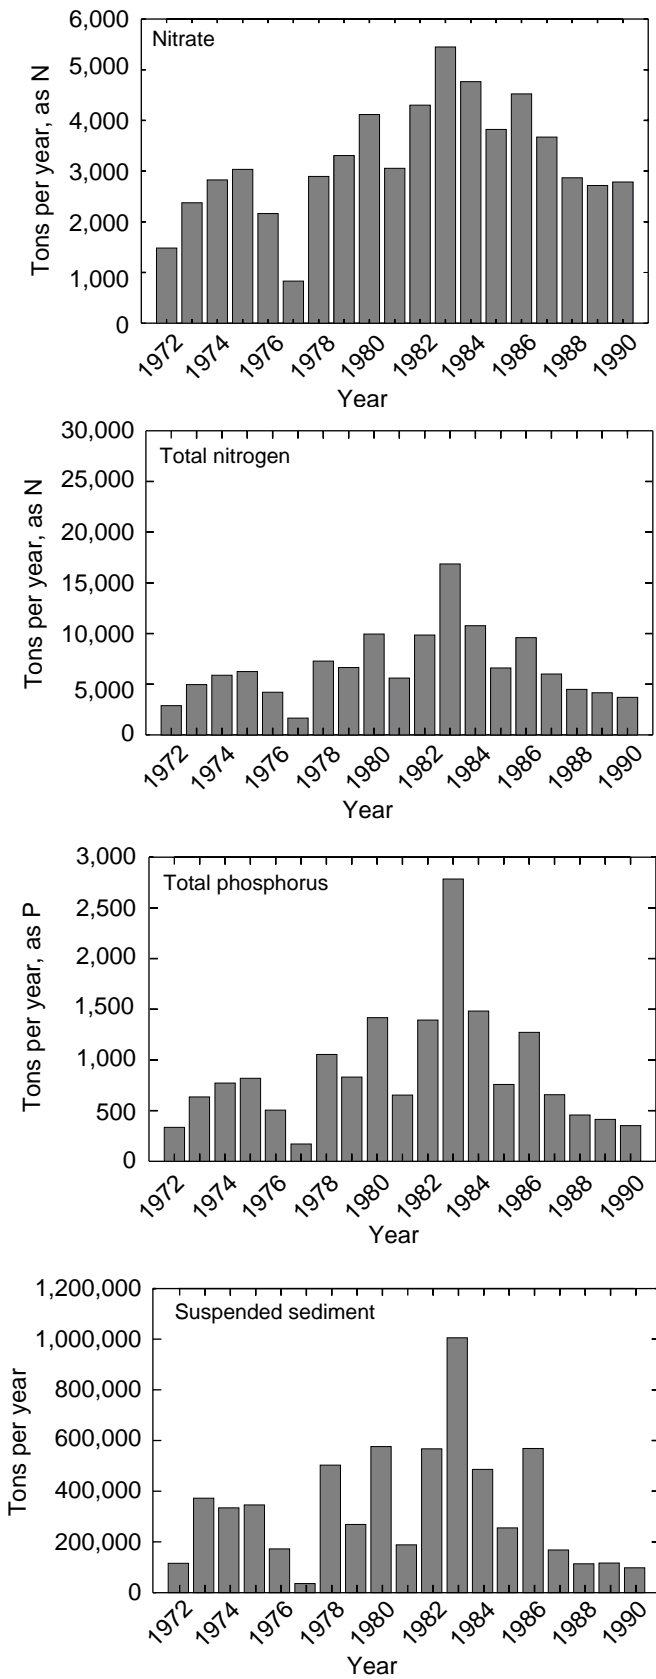 Nitrate
Tons per year, as N
6,000
5,000
4,000
3,000
2,000
1,000
0
1972 1974 1976 1978 1980 1982 1984 1986 1988 1990
Year
Total nitrogen
Tons per year, as N
30,000
25,000
20,000
15,000
10,000
5,000
0
1972 1974 1976 1978 1980 1982 1984 1986 1988 1990
Year
Total phosphorus
Tons per year, as P
3,000
2,500
2,000
1,500
1,000
500
0
1972 1974 1976 1978 1980 1982 1984 1986 1988 1990
Year
Suspended sediment
Tons per year
1,200,000
1,000,000
800,000
600,000
400,000
200,000
0
1972 1974 1976 1978 1980 1982 1984 1986 1988 1990
Year